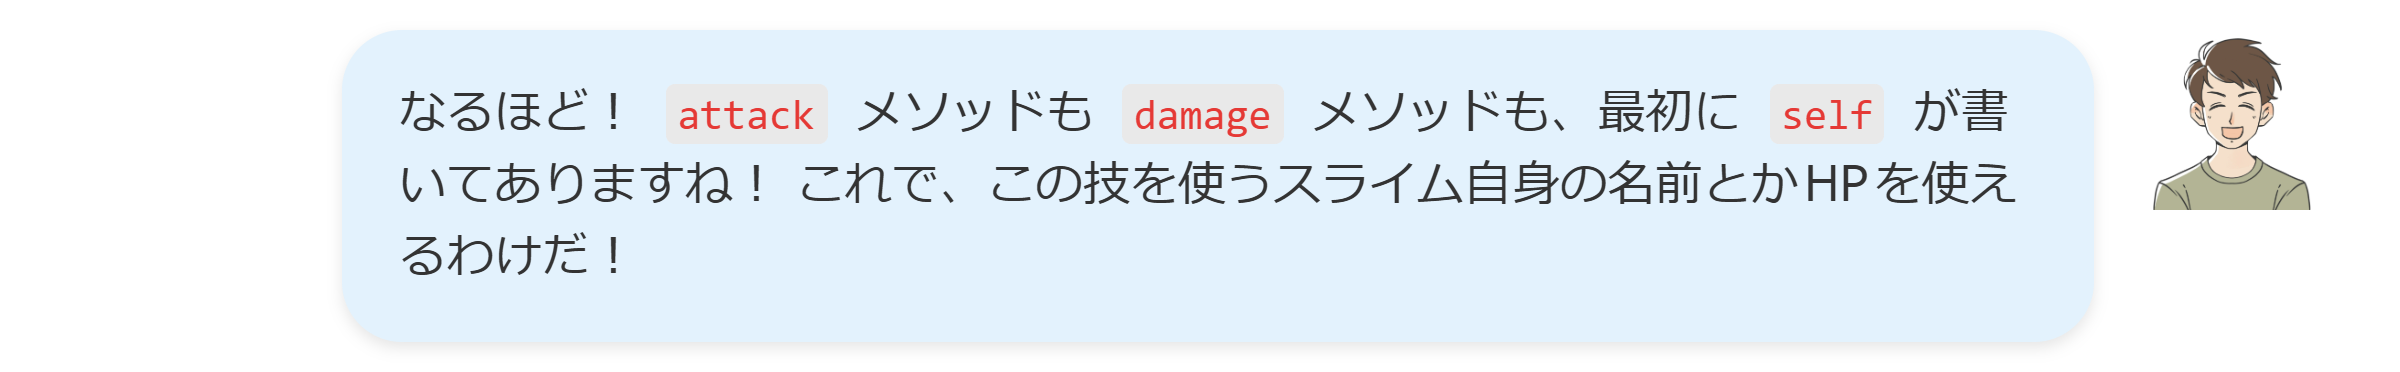 なるほど！ attack メソッドも damage メソッドも、最初に self が書
いてありますね！ これで、この技を使うスライム自身の名前とかHPを使え
るわけだ！